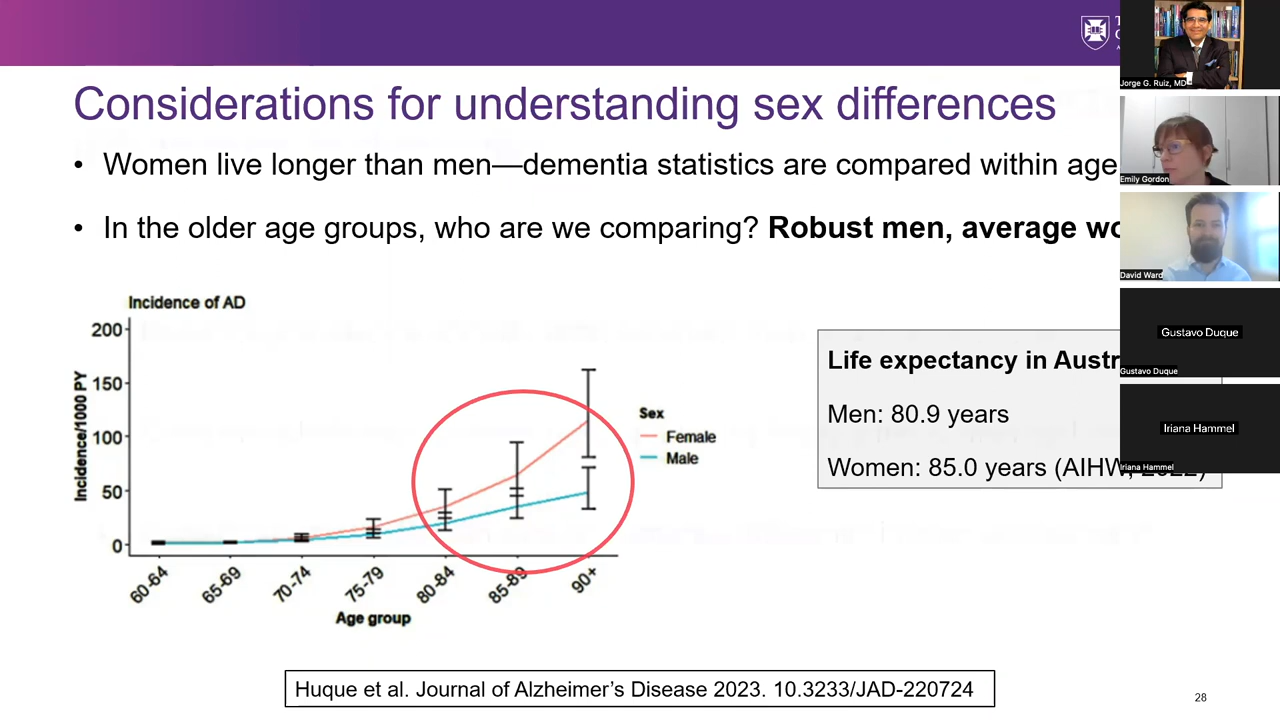 Considerations for understanding sex differences
• Women live longer than men—dementia statistics are compared within age
• In the older age groups, who are we comparing? Robust men, average wo
Incidence of AD
200
150
100
50
0
Incidence/1000 PY
60-64
65-69
70-74
75-79
80-84
85-89
90+
Age group
Sex
Female
Male
Life expectancy in Austr
Men: 80.9 years
Women: 85.0 years (AIHW,
Huque et al. Journal of Alzheimer's Disease 2023. 10.3233/JAD-220724
28
Jorge G. Ruiz, MD
Emily Gordon
David Ward
Gustavo Duque
Gustavo Duque
Iriana Hammel
Iriana Hammel